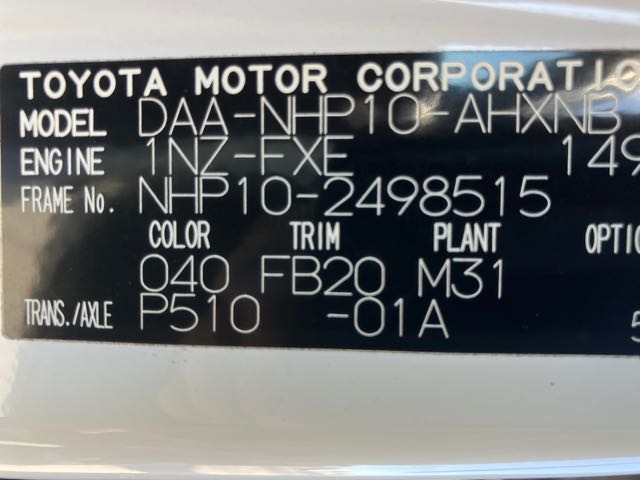 TOYOTA MOTOR CORPORATIO
MODEL DAA-NHP10-AHXNB
ENGINE 1NZ-FXE 149
FRAME No. NHP10-2498515
COLOR TRIM PLANT OPTIO
040 FB20 M31
TRANS./AXLE P510 -01A 5